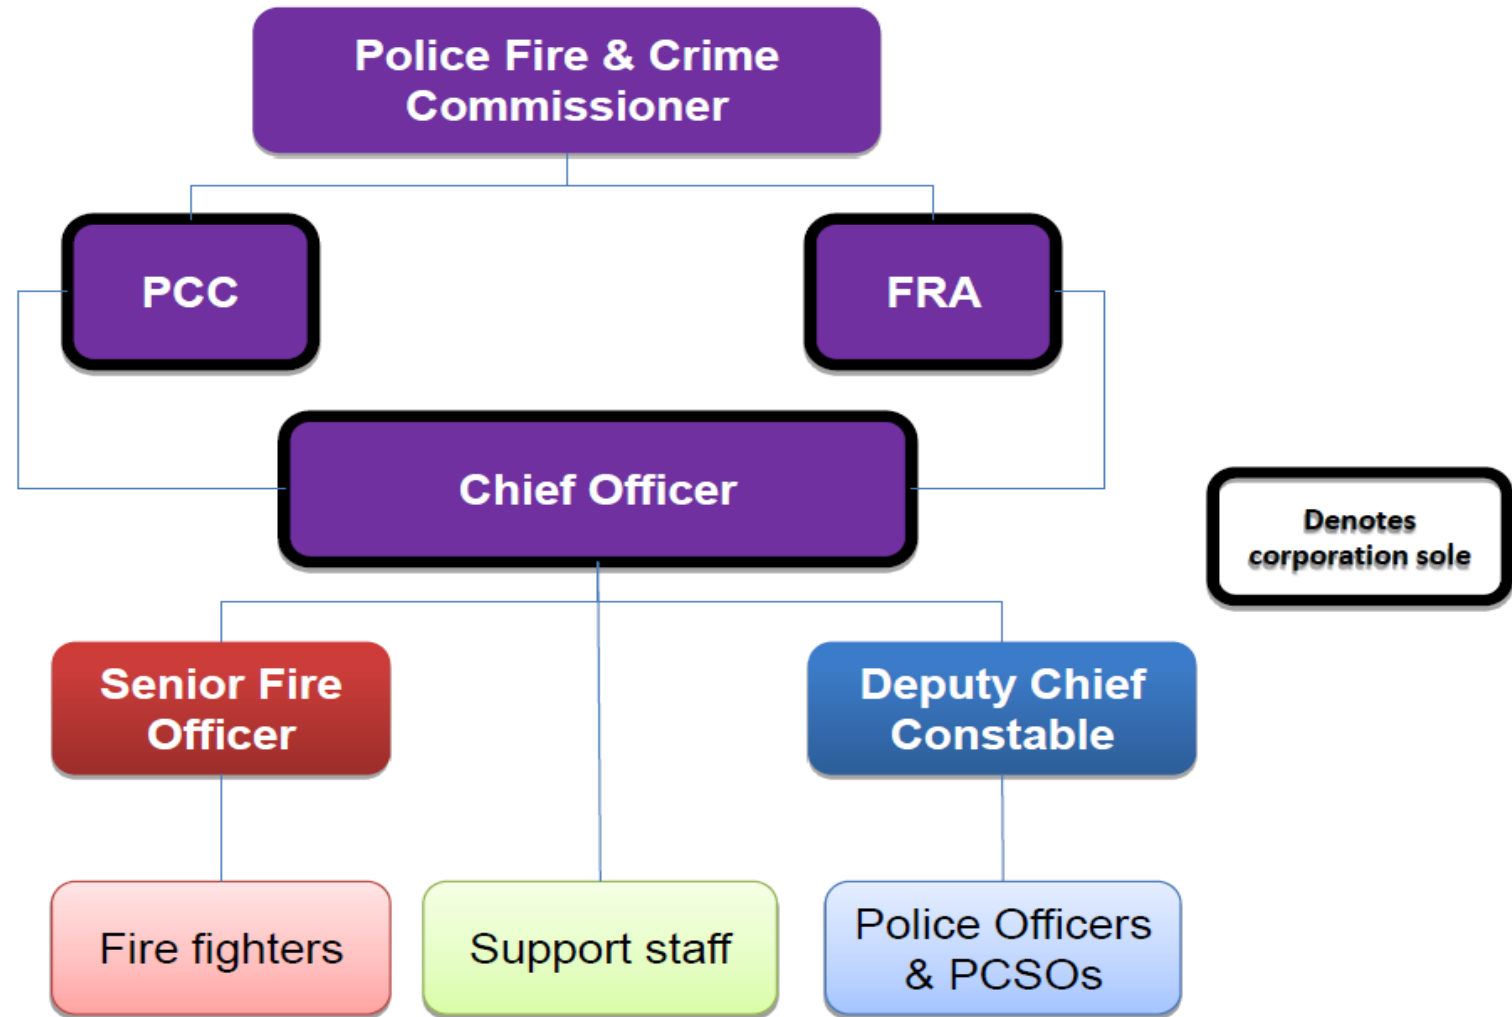 Police Fire & Crime
Commissioner
PCC
FRA
Chief Officer
Denotes
corporation sole
Senior Fire
Officer
Deputy Chief
Constable
Fire fighters
Support staff
Police Officers
& PCSOs